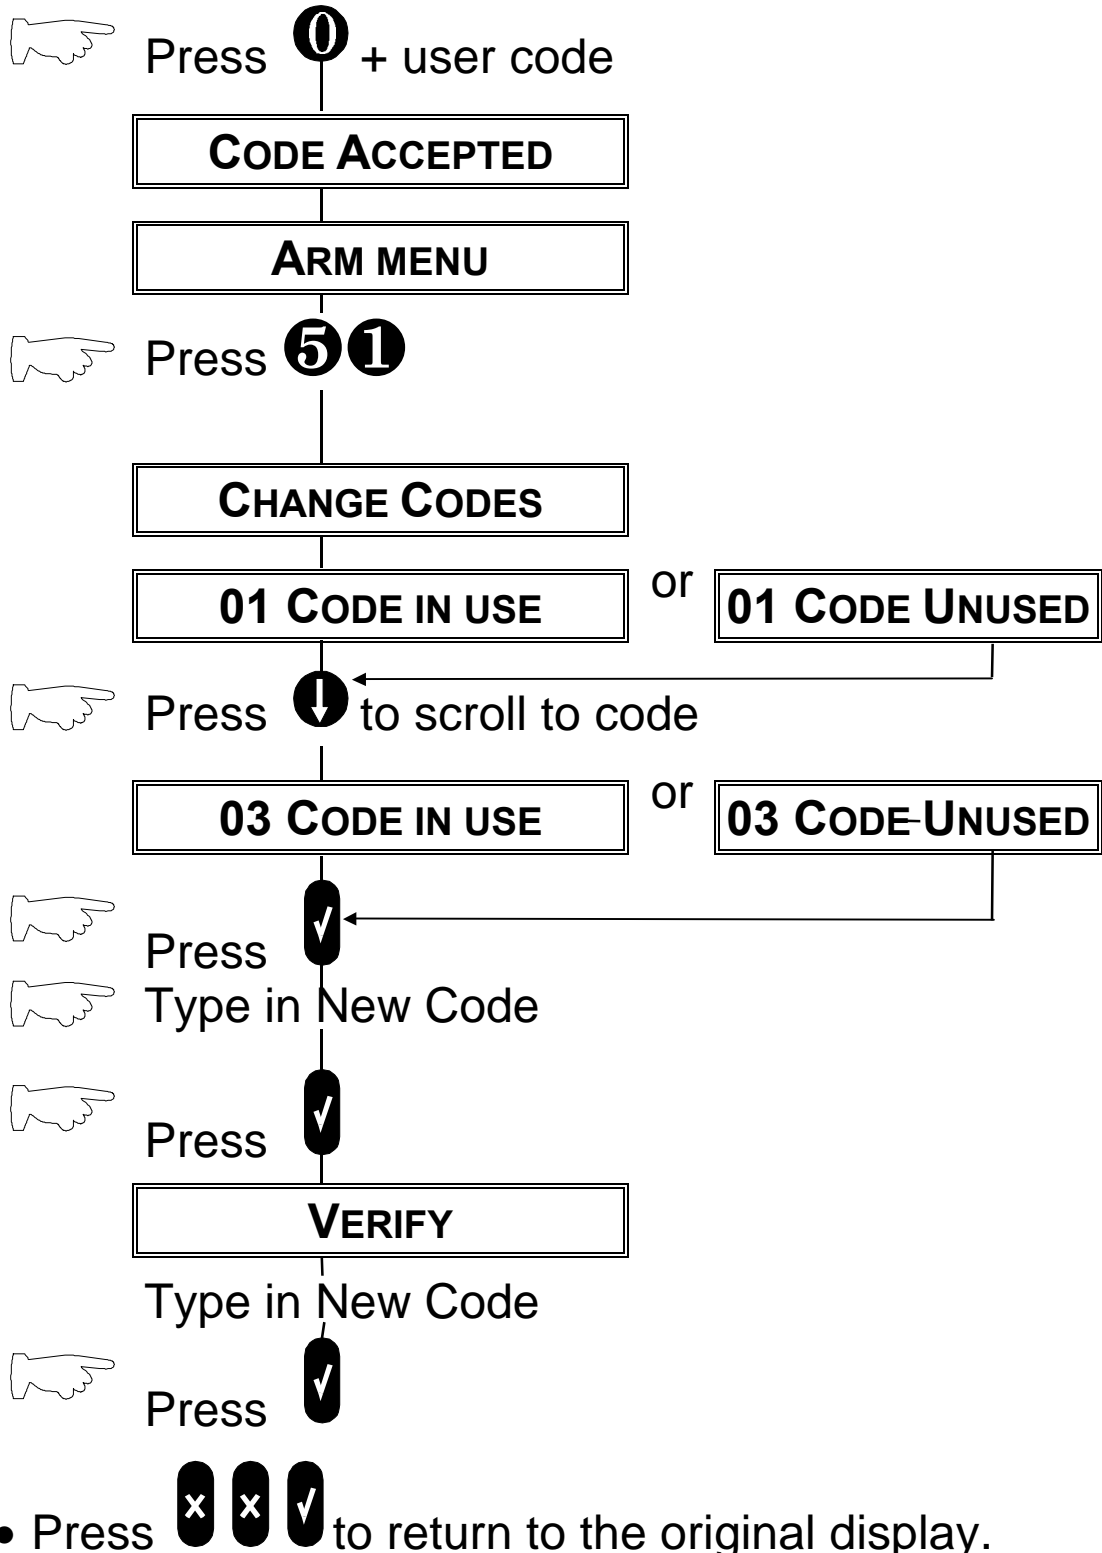 Press 0 + user code
CODE ACCEPTED
ARM MENU
Press 5 1
CHANGE CODES
01 CODE IN USE or 01 CODE UNUSED
Press ↓ to scroll to code
03 CODE IN USE or 03 CODE UNUSED
Press ✓
Type in New Code
Press ✓
VERIFY
Type in New Code
Press ✓
• Press x x ✓ to return to the original display.